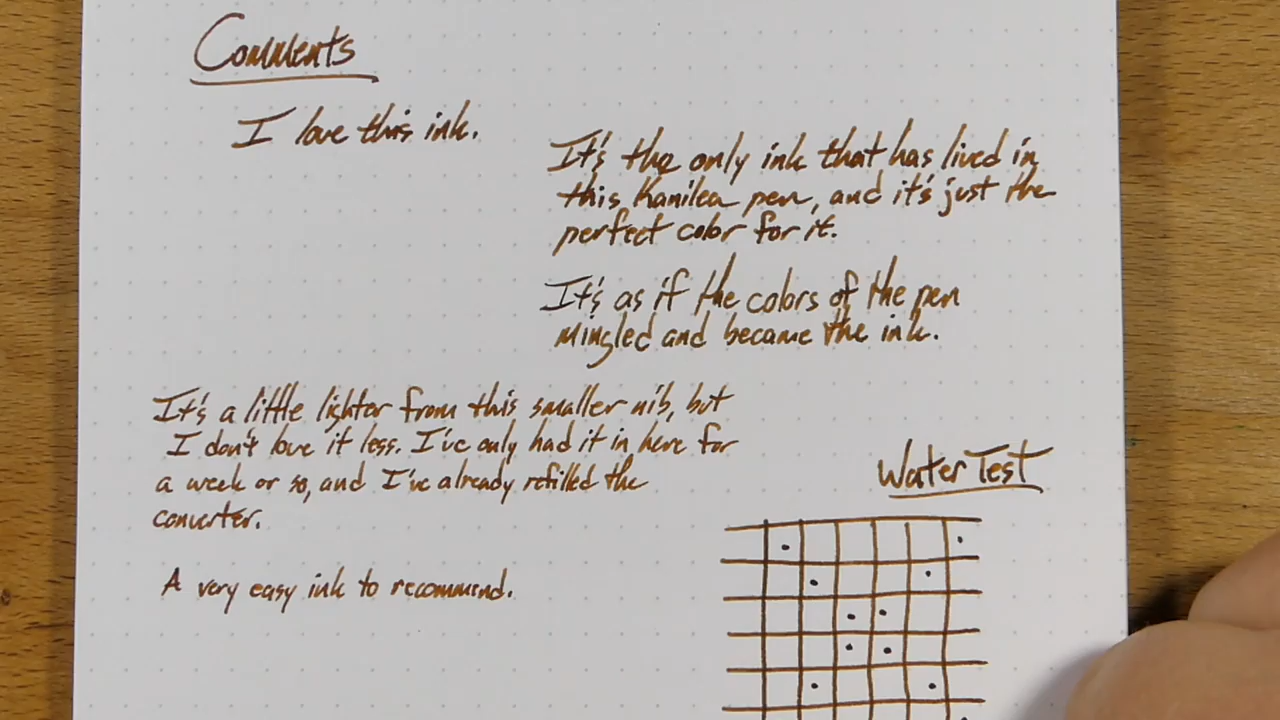 Comments
I love this ink.
It's the only ink that has lived in
this Kanilea pen, and it's just the
perfect color for it.
It's as if the colors of the pen
mingled and became the ink.
It's a little lighter from this smaller nib, but
I don't love it less. I've only had it in here for
a week or so, and I've already refilled the
converter.
A very easy ink to recommend.
Water Test